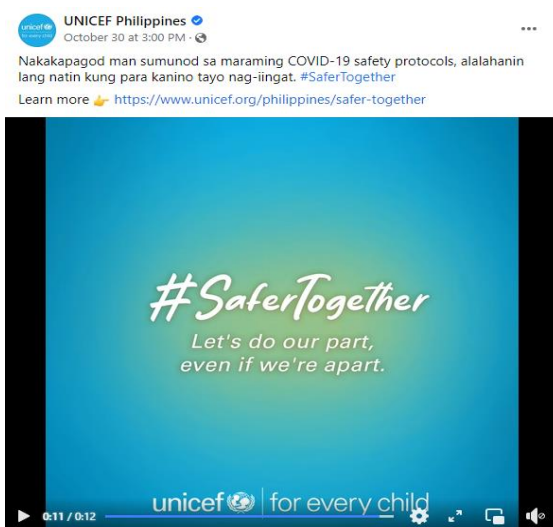 UNICEF Philippines
October 30 at 3:00 PM ·
Nakakapagod man sumunod sa maraming COVID-19 safety protocols, alalahanin
lang natin kung para kanino tayo nag-iingat. #SaferTogether
Learn more 👉 https://www.unicef.org/philippines/safer-together
#SaferTogether
Let's do our part,
even if we're apart.
unicef | for every child
0:11 / 0:12